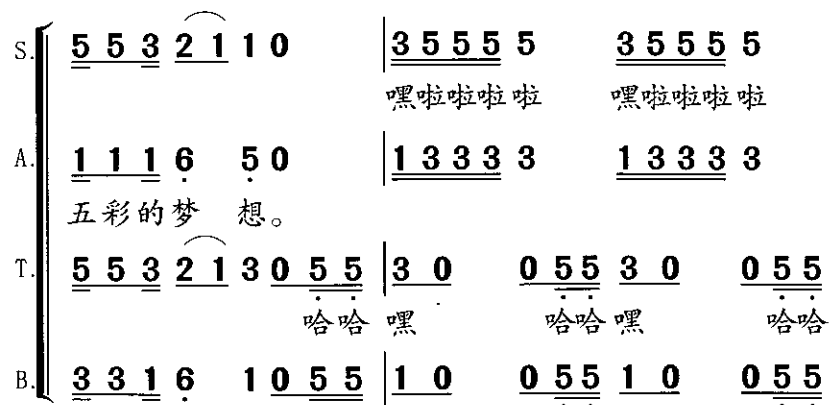 S. 5 5 3 2 1 1 0 3 5 5 5 5 3 5 5 5 5
嘿啦啦啦啦 嘿啦啦啦啦
A. 1 1 1 6 5 0 1 3 3 3 3 1 3 3 3 3
五彩的梦 想。
T. 5 5 3 2 1 3 0 5 5 3 0 0 5 5 3 0 0 5 5
哈哈 嘿 哈哈 嘿 哈哈
B. 3 3 1 6 1 0 5 5 1 0 0 5 5 1 0 0 5 5